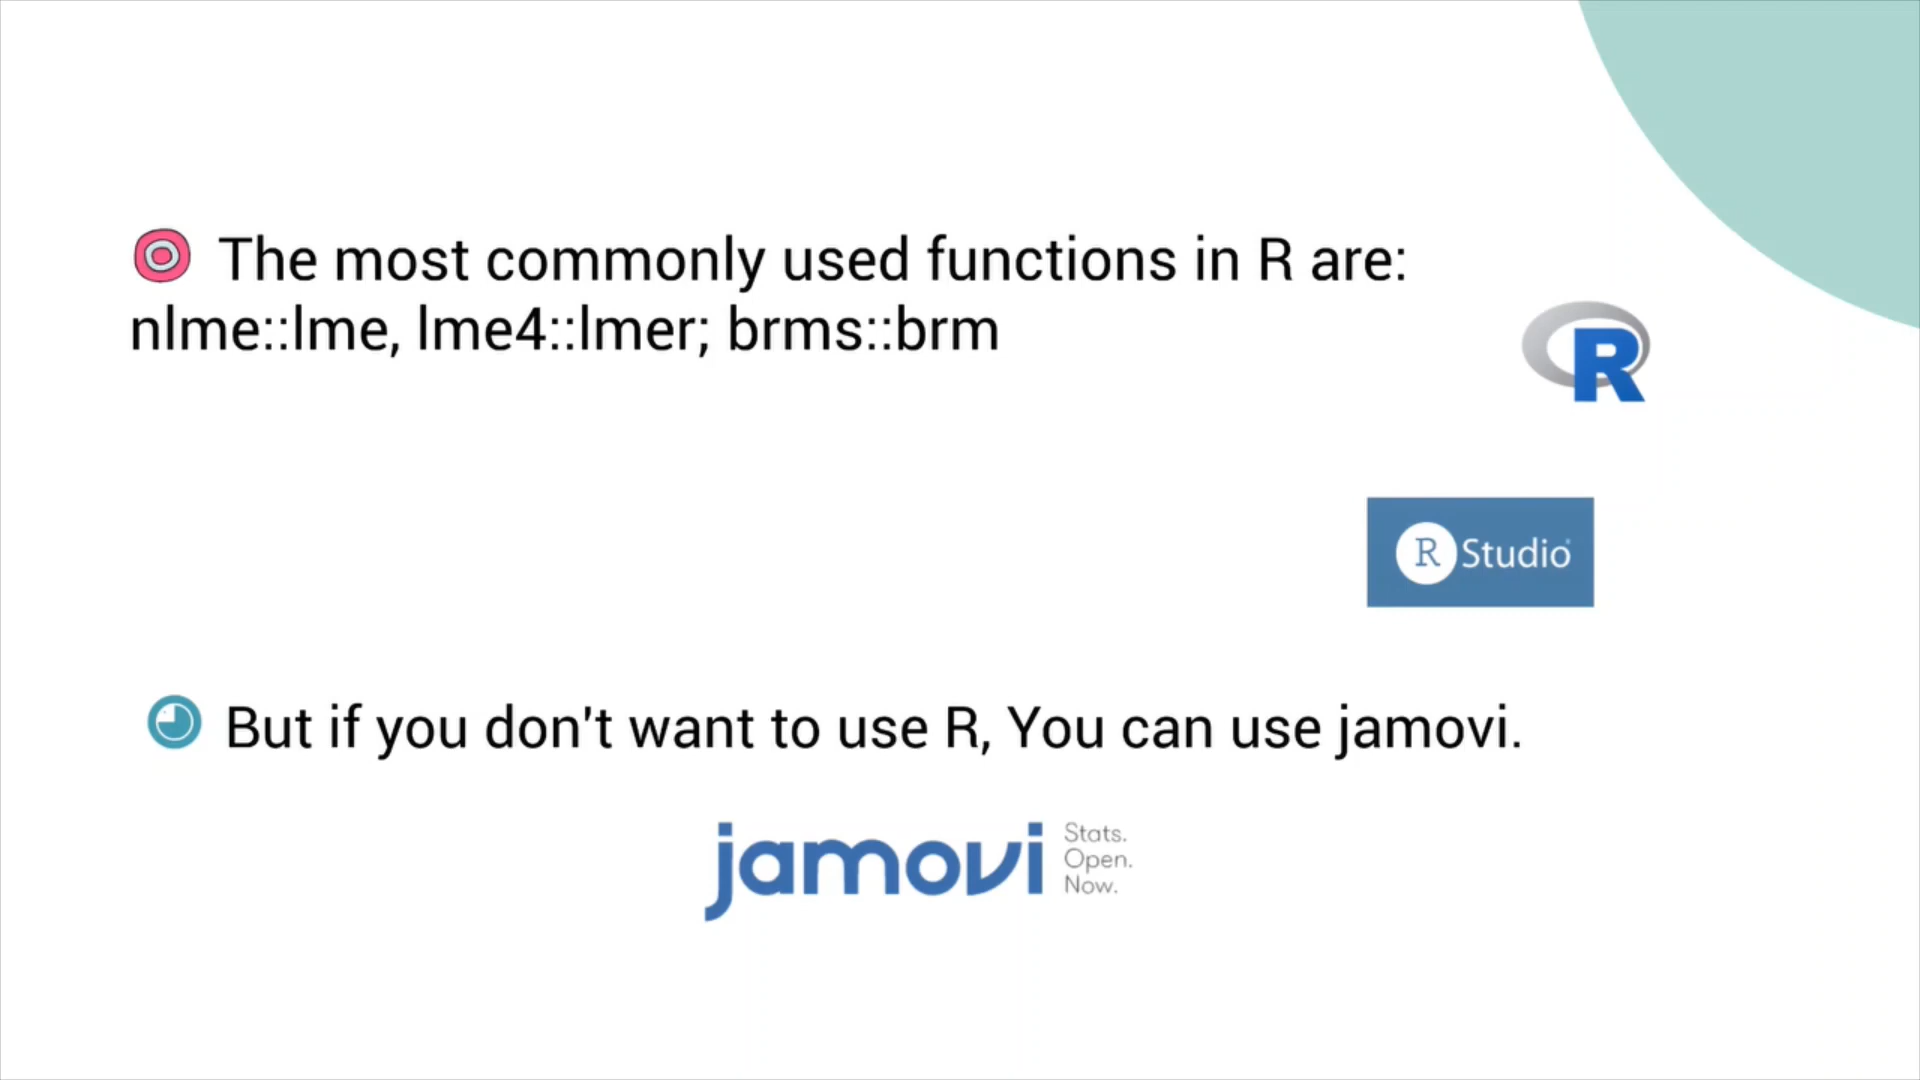 The most commonly used functions in R are:
nlme::lme, lme4::lmer; brms::brm
R
R Studio
But if you don't want to use R, You can use jamovi.
jamovi
Stats.
Open.
Now.